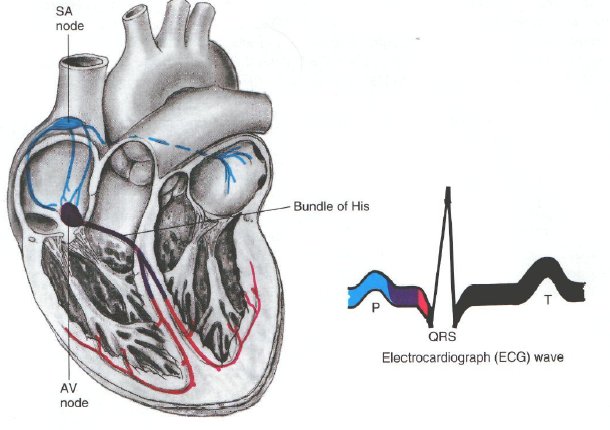 SA
node
Bundle of His
P
T
QRS
Electrocardiograph (ECG) wave
AV
node